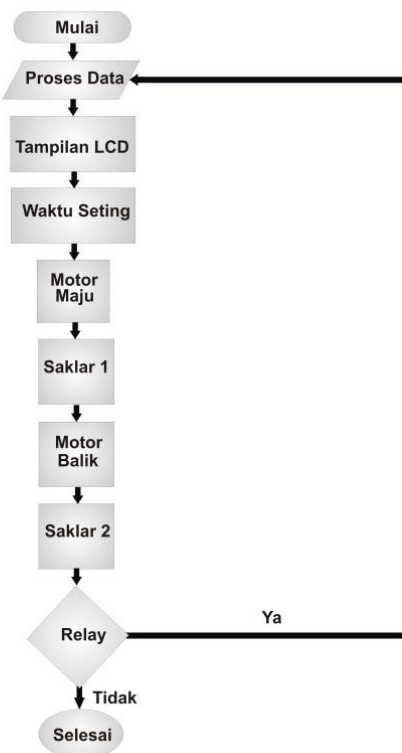 Mulai
Proses Data
Tampilan LCD
Waktu Seting
Motor
Maju
Saklar 1
Motor
Balik
Saklar 2
Relay
Ya
Tidak
Selesai